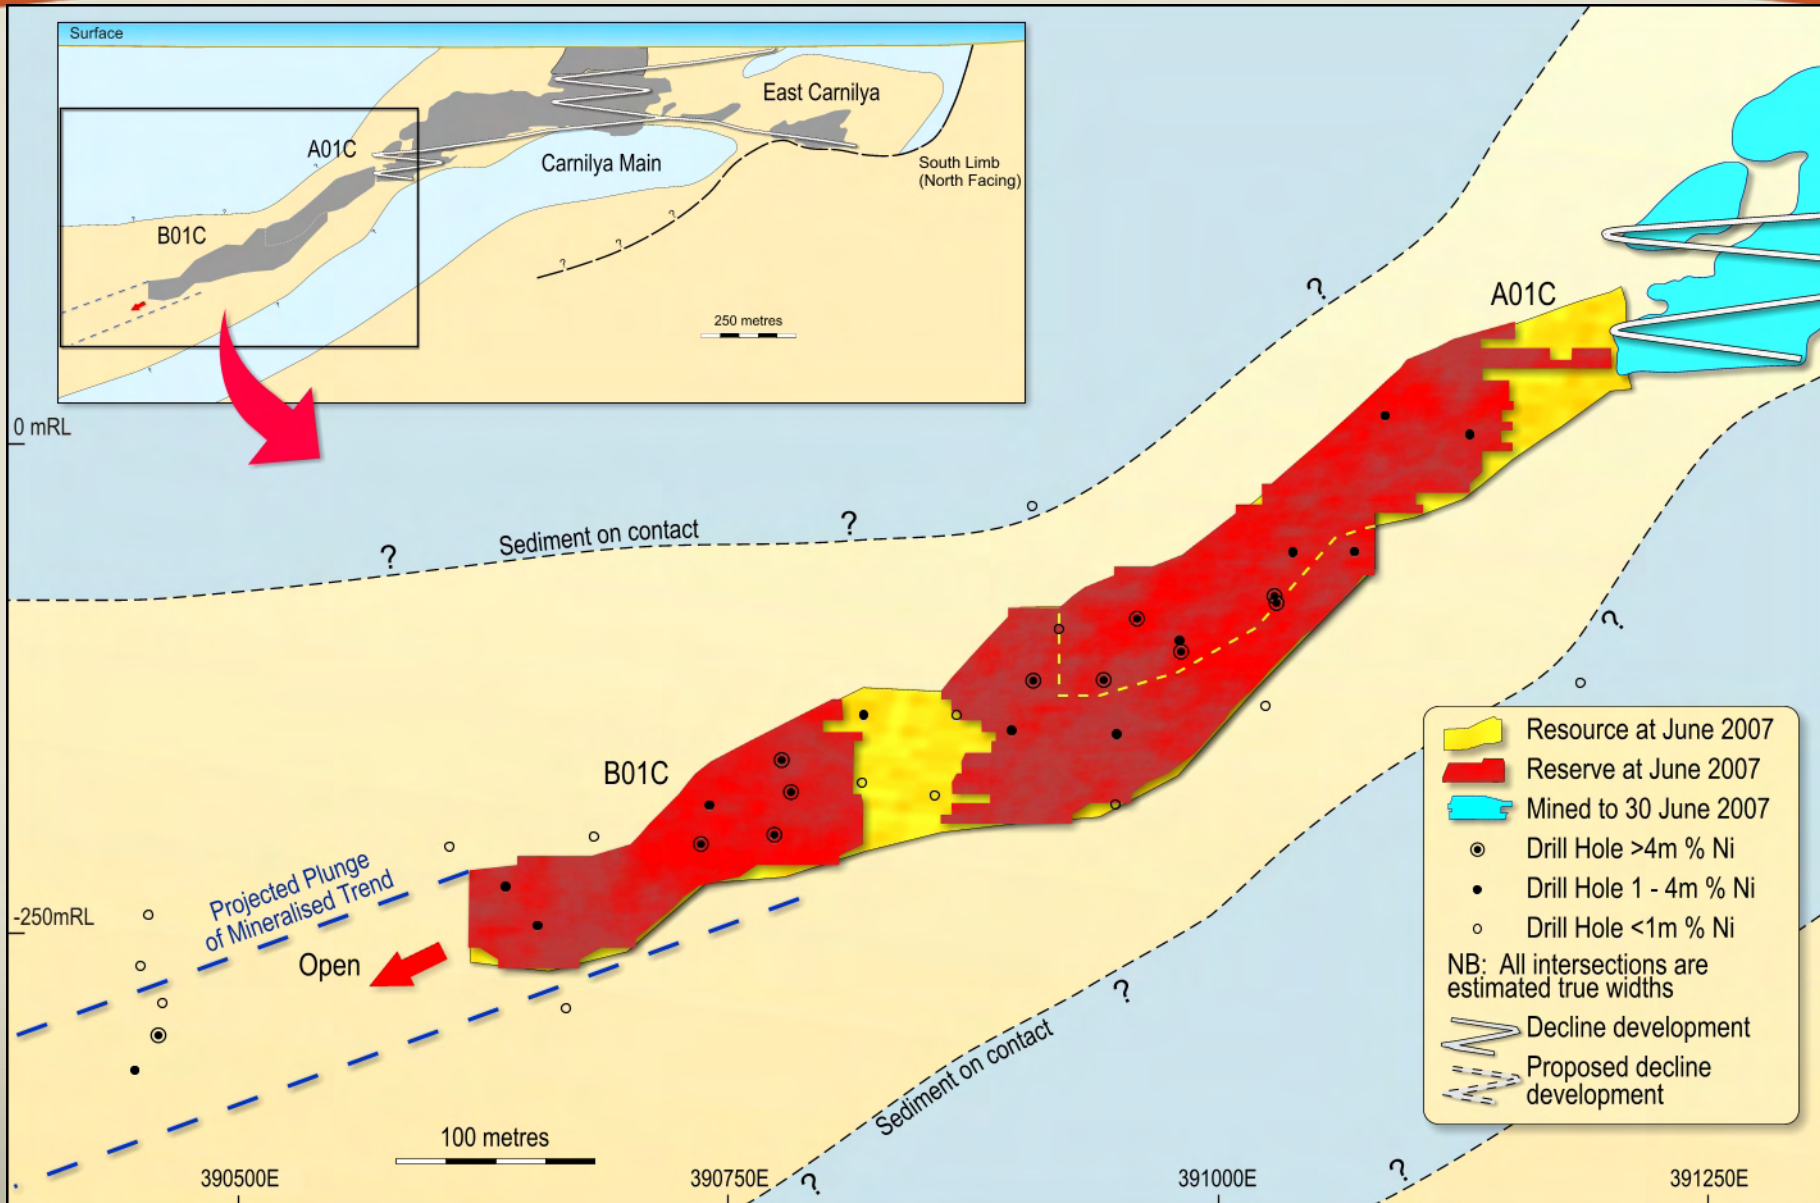 Surface
East Carnilya
A01C
Carnilya Main
South Limb
(North Facing)
B01C
250 metres
?
?
?
?
?
?
A01C
0 mRL
Sediment on contact
?
?
B01C
Resource at June 2007
Reserve at June 2007
Mined to 30 June 2007
Drill Hole >4m % Ni
Drill Hole 1 - 4m % Ni
Drill Hole <1m % Ni
NB: All intersections are
estimated true widths
Decline development
Proposed decline
development
Projected Plunge
of Mineralised Trend
-250mRL
Open
?
?
Sediment on contact
?
?
100 metres
390500E
390750E
391000E
391250E